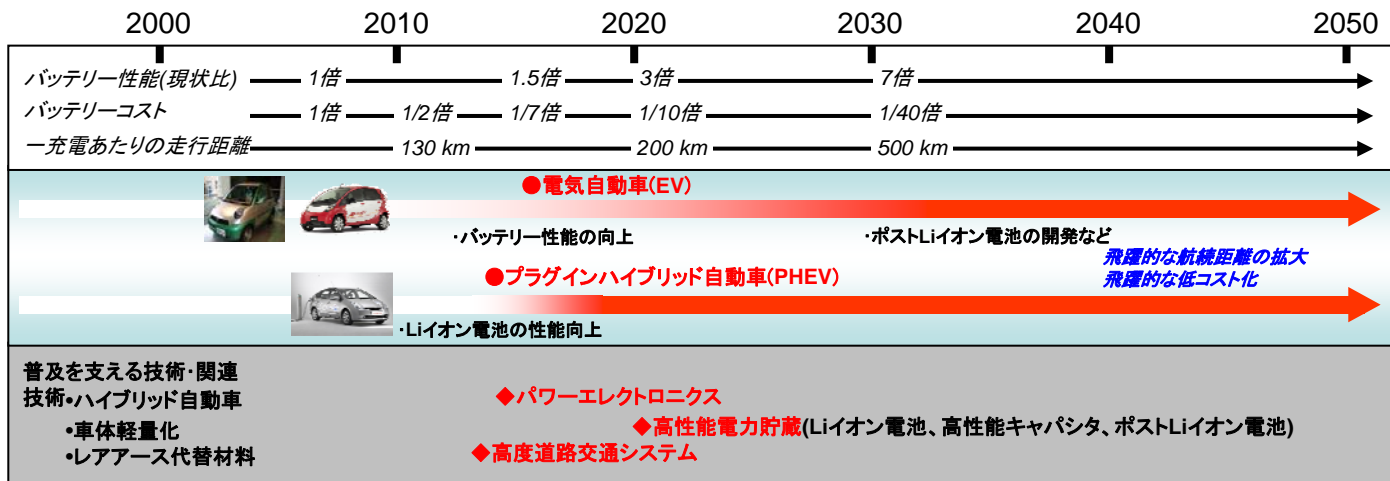 2000 2010 2020 2030 2040 2050
バッテリー性能(現状比) 1倍 1.5倍 3倍 7倍
バッテリーコスト 1倍 1/2倍 1/7倍 1/10倍 1/40倍
一充電あたりの走行距離 130 km 200 km 500 km
●電気自動車(EV)
・バッテリー性能の向上 ・ポストLiイオン電池の開発など
飛躍的な航続距離の拡大
●プラグインハイブリッド自動車(PHEV) 飛躍的な低コスト化
・Liイオン電池の性能向上
普及を支える技術・関連
技術•ハイブリッド自動車 ◆パワーエレクトロニクス
•車体軽量化 ◆高性能電力貯蔵(Liイオン電池、高性能キャパシタ、ポストLiイオン電池)
•レアアース代替材料 ◆高度道路交通システム